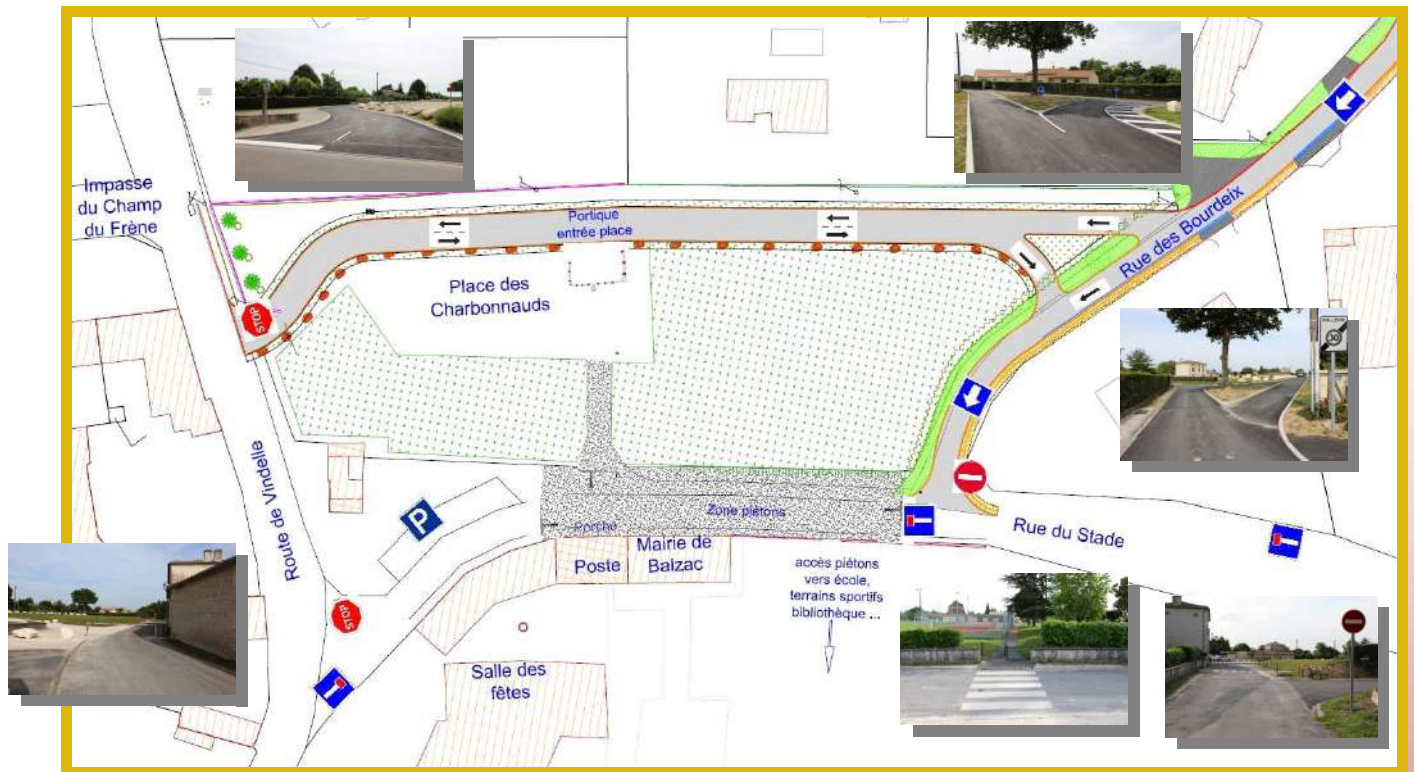 Impasse
du Champ
du Frène
Portique
entrée place
Rue des Bourdeix
Place des
Charbonnauds
STOP
Route de Vindelle
P
Zone piétons
Porche
Rue du Stade
Mairie de
Balzac
Poste
accès piétons
vers école,
terrains sportifs
bibliothèque ...
STOP
Salle des
fêtes
30